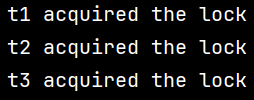 t1 acquired the lock
t2 acquired the lock
t3 acquired the lock